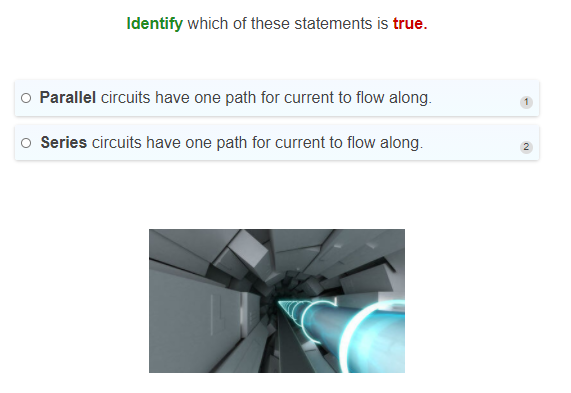 Identify which of these statements is true.
Parallel circuits have one path for current to flow along.
1
Series circuits have one path for current to flow along.
2